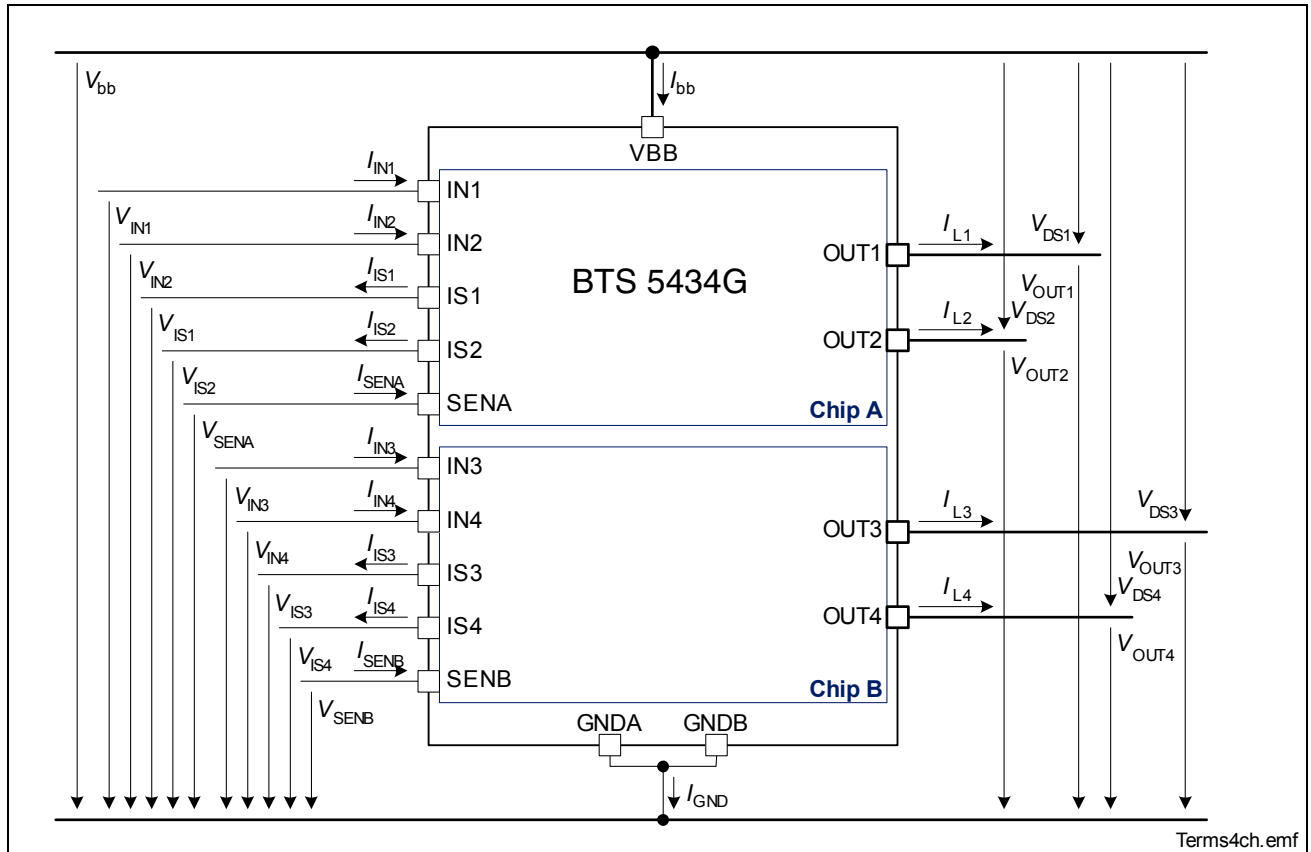 Vbb
Ibb
VBB
IIN1
IN1
VIN1
IIN2
IN2
VIN2
IIS1
IS1
VIS1
IIS2
IS2
VIS2
ISENA
SENA
VSENA
BTS 5434G
Chip A
OUT1
IL1
VDS1
VOUT1
OUT2
IL2
VDS2
VOUT2
IIN3
IN3
VIN3
IIN4
IN4
VIN4
IIS3
IS3
VIS3
IIS4
IS4
VIS4
ISENB
SENB
VSENB
Chip B
OUT3
IL3
VDS3
VOUT3
OUT4
IL4
VDS4
VOUT4
GNDA
GNDB
IGND
Terms4ch.emf